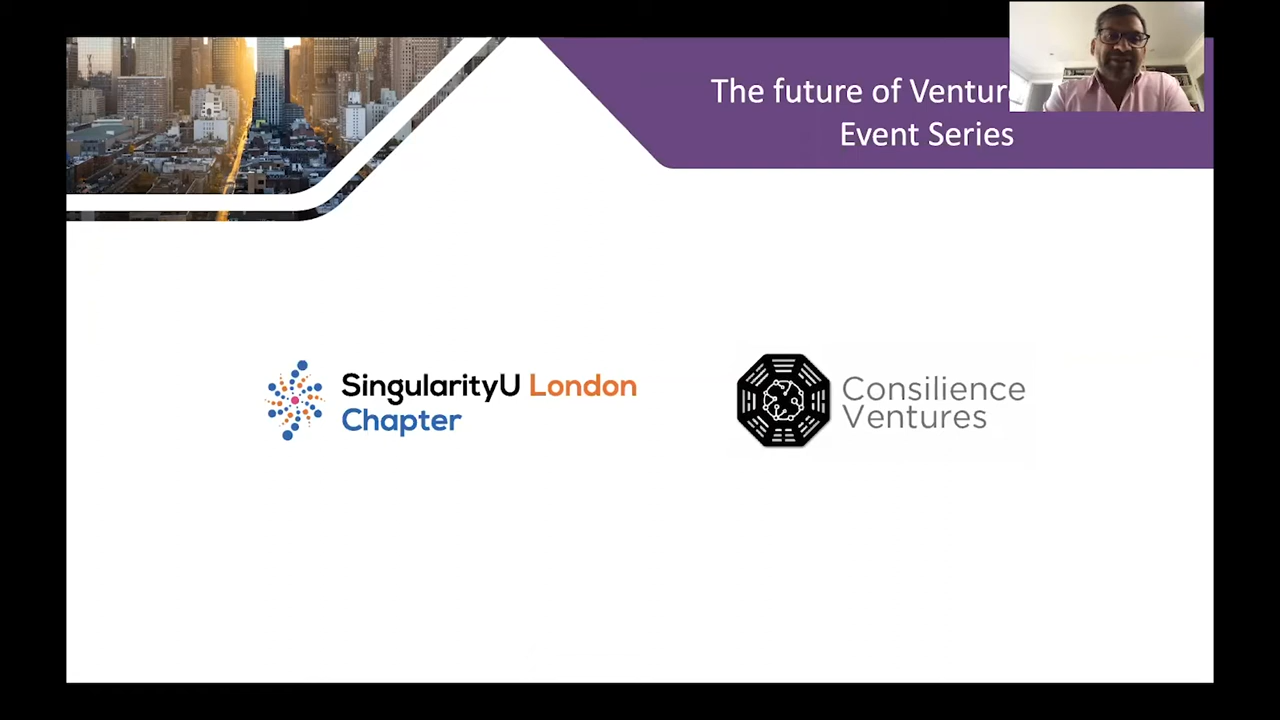 The future of Ventur
Event Series
SingularityU London
Chapter
Consilience
Ventures